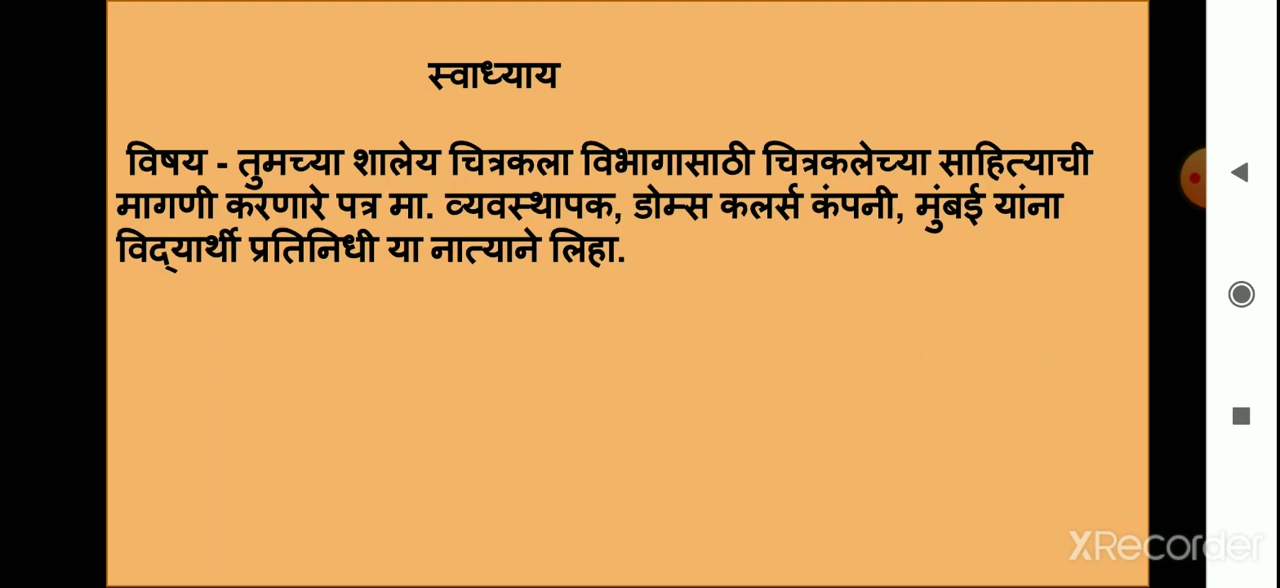 स्वाध्याय
विषय - तुमच्या शालेय चित्रकला विभागासाठी चित्रकलेच्या साहित्याची
मागणी करणारे पत्र मा. व्यवस्थापक, डोम्स कलर्स कंपनी, मुंबई यांना
विद्‌यार्थी प्रतिनिधी या नात्याने लिहा.
XRecorder